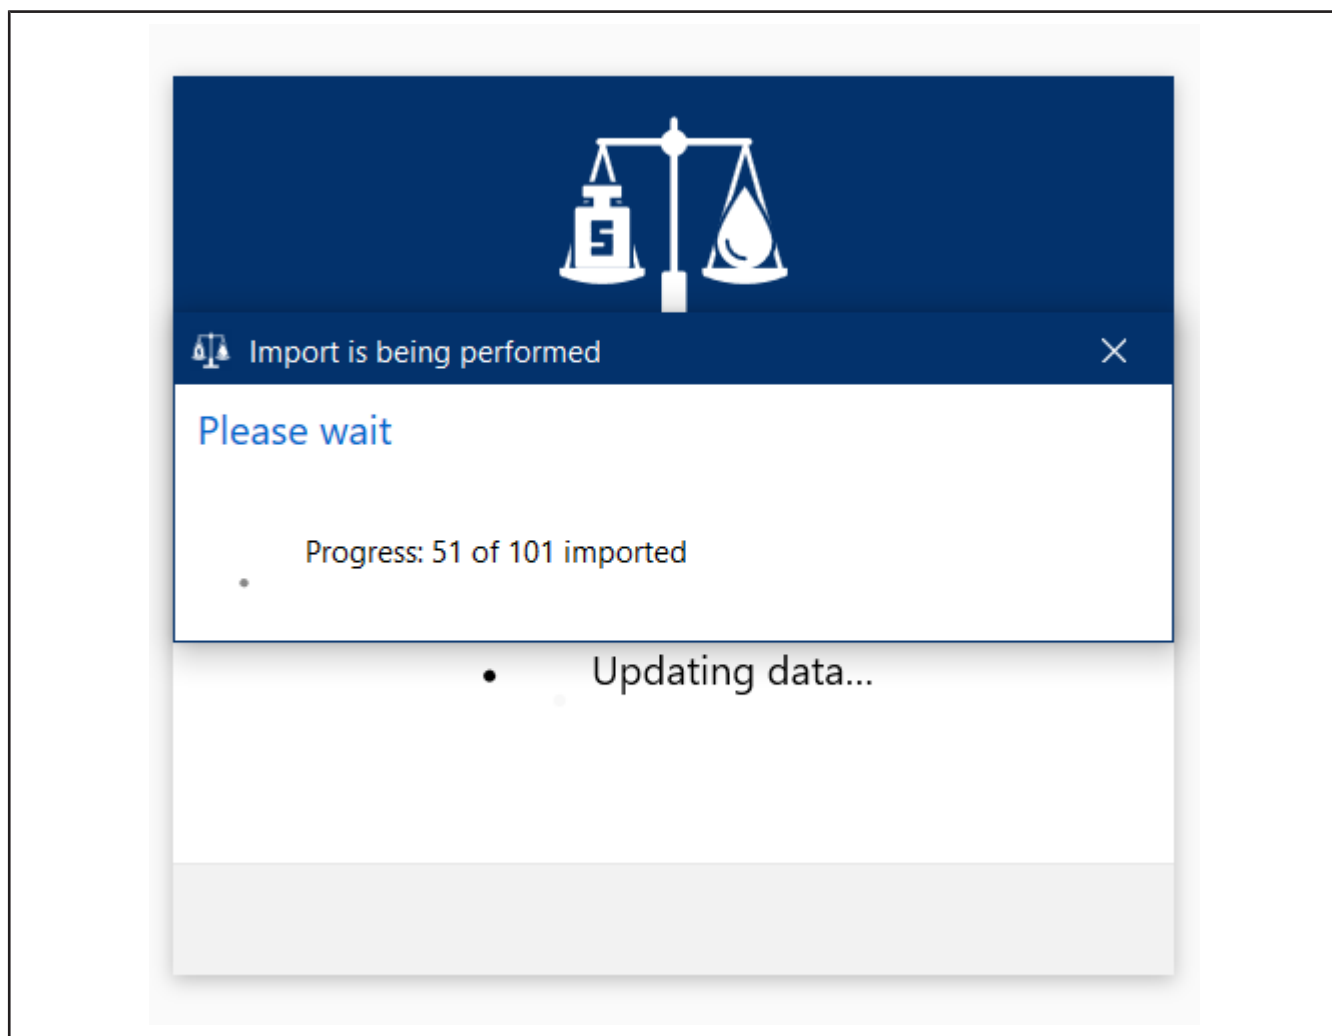 Import is being performed
Please wait
Progress: 51 of 101 imported
Updating data...